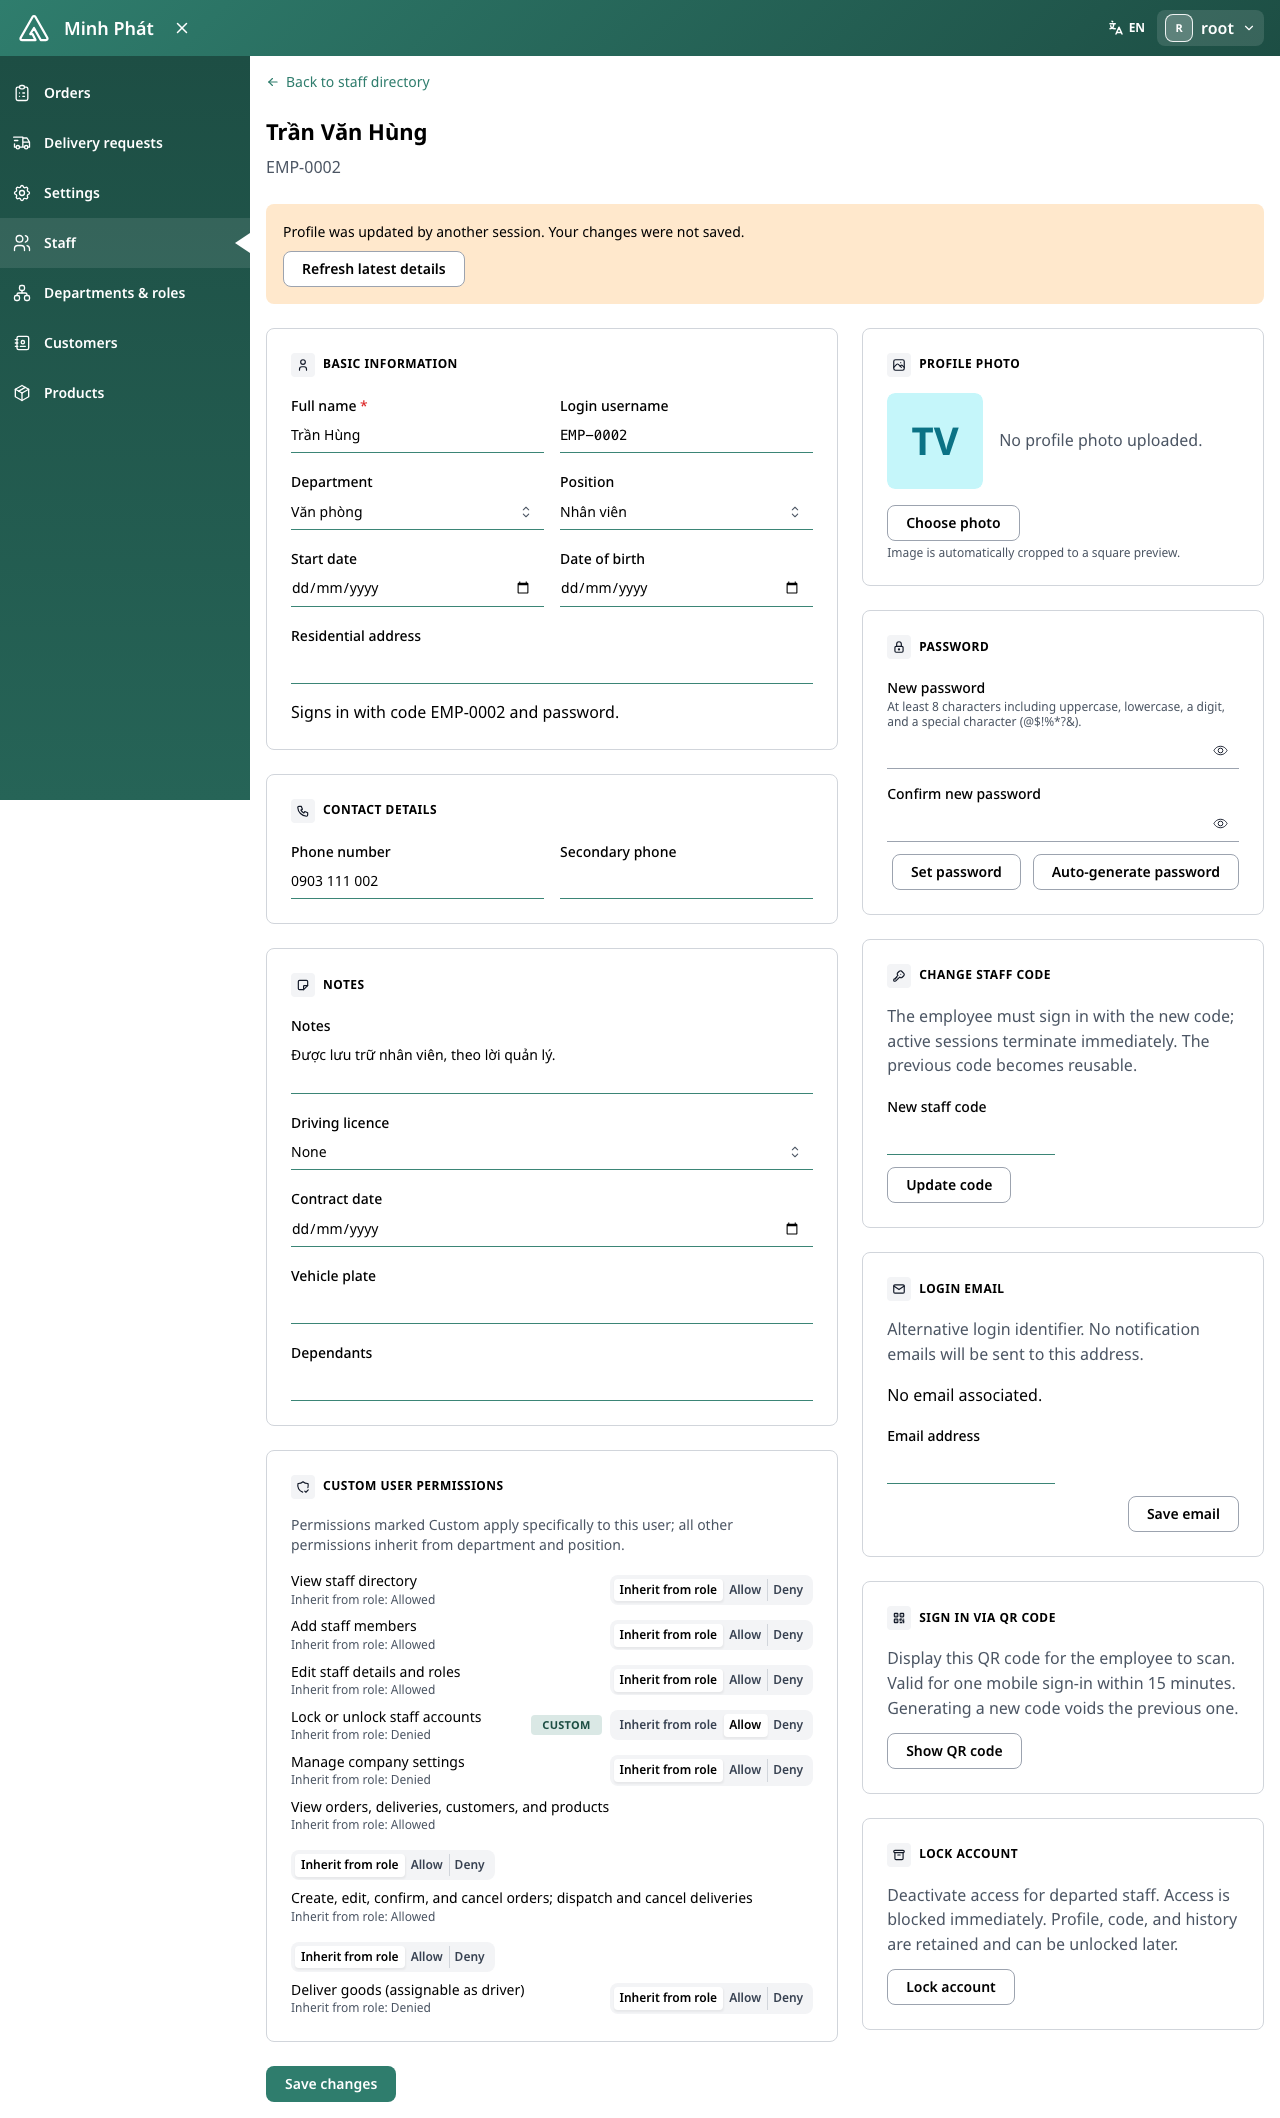 Minh Phát
EN
R
root
Orders
Delivery requests
Settings
Staff
Departments & roles
Customers
Products
Back to staff directory
Trần Văn Hùng
EMP-0002
Profile was updated by another session. Your changes were not saved.
Refresh latest details
BASIC INFORMATION
Full name *
Login username
Trần Hùng
EMP-0002
Department
Position
Văn phòng
Nhân viên
Start date
Date of birth
dd/mm/yyyy
dd/mm/yyyy
Residential address
Signs in with code EMP-0002 and password.
CONTACT DETAILS
Phone number
Secondary phone
0903 111 002
NOTES
Notes
Được lưu trữ nhân viên, theo lời quản lý.
Driving licence
None
Contract date
dd/mm/yyyy
Vehicle plate
Dependants
CUSTOM USER PERMISSIONS
Permissions marked Custom apply specifically to this user; all other
permissions inherit from department and position.
View staff directory
Inherit from role: Allowed
Inherit from role Allow Deny
Add staff members
Inherit from role: Allowed
Inherit from role Allow Deny
Edit staff details and roles
Inherit from role: Allowed
Inherit from role Allow Deny
Lock or unlock staff accounts
Inherit from role: Denied
CUSTOM
Inherit from role Allow Deny
Manage company settings
Inherit from role: Denied
Inherit from role Allow Deny
View orders, deliveries, customers, and products
Inherit from role: Allowed
Inherit from role Allow Deny
Create, edit, confirm, and cancel orders; dispatch and cancel deliveries
Inherit from role: Allowed
Inherit from role Allow Deny
Deliver goods (assignable as driver)
Inherit from role: Denied
Inherit from role Allow Deny
Save changes
PROFILE PHOTO
TV
No profile photo uploaded.
Choose photo
Image is automatically cropped to a square preview.
PASSWORD
New password
At least 8 characters including uppercase, lowercase, a digit,
and a special character (@$!%*?&).
Confirm new password
Set password
Auto-generate password
CHANGE STAFF CODE
The employee must sign in with the new code;
active sessions terminate immediately. The
previous code becomes reusable.
New staff code
Update code
LOGIN EMAIL
Alternative login identifier. No notification
emails will be sent to this address.
No email associated.
Email address
Save email
SIGN IN VIA QR CODE
Display this QR code for the employee to scan.
Valid for one mobile sign-in within 15 minutes.
Generating a new code voids the previous one.
Show QR code
LOCK ACCOUNT
Deactivate access for departed staff. Access is
blocked immediately. Profile, code, and history
are retained and can be unlocked later.
Lock account